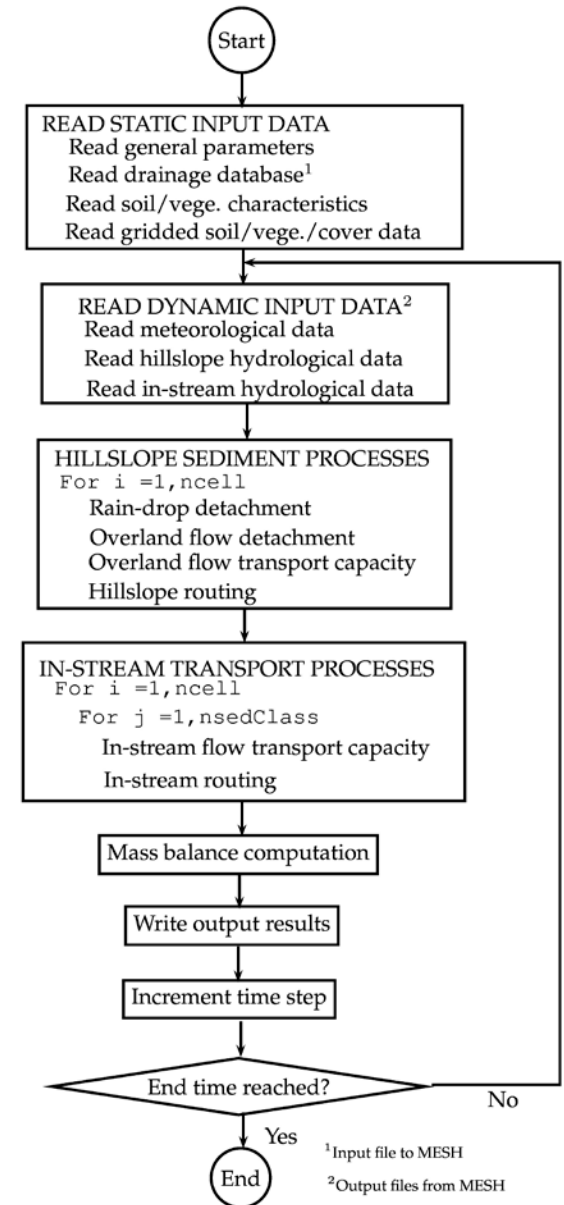 Start
READ STATIC INPUT DATA
Read general parameters
Read drainage database¹
Read soil/vege. characteristics
Read gridded soil/vege./cover data
READ DYNAMIC INPUT DATA²
Read meteorological data
Read hillslope hydrological data
Read in-stream hydrological data
HILLSLOPE SEDIMENT PROCESSES
For i =1,ncell
Rain-drop detachment
Overland flow detachment
Overland flow transport capacity
Hillslope routing
IN-STREAM TRANSPORT PROCESSES
For i =1,ncell
For j =1,nsedClass
In-stream flow transport capacity
In-stream routing
Mass balance computation
Write output results
Increment time step
End time reached?
No
Yes
End
¹Input file to MESH
²Output files from MESH